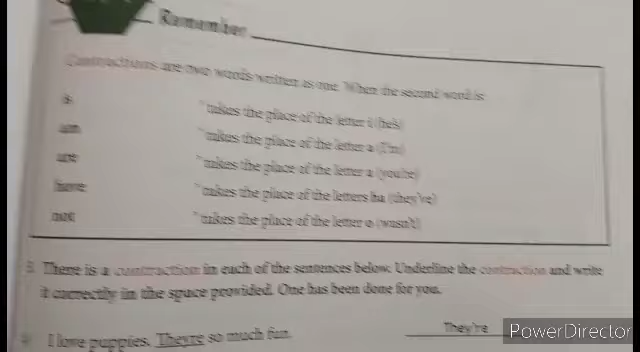 Remember
Contractions are two words written as one. When the second word is:
is ' takes the place of the letter i (he's)
am ' takes the place of the letter a (I'm)
are ' takes the place of the letter a (you're)
have ' takes the place of the letters ha (they've)
not ' takes the place of the letter o (wasn't)
There is a contraction in each of the sentences below. Underline the contraction and write
it correctly in the space provided. One has been done for you.
I love puppies. Theyre so much fun. They're
PowerDirector